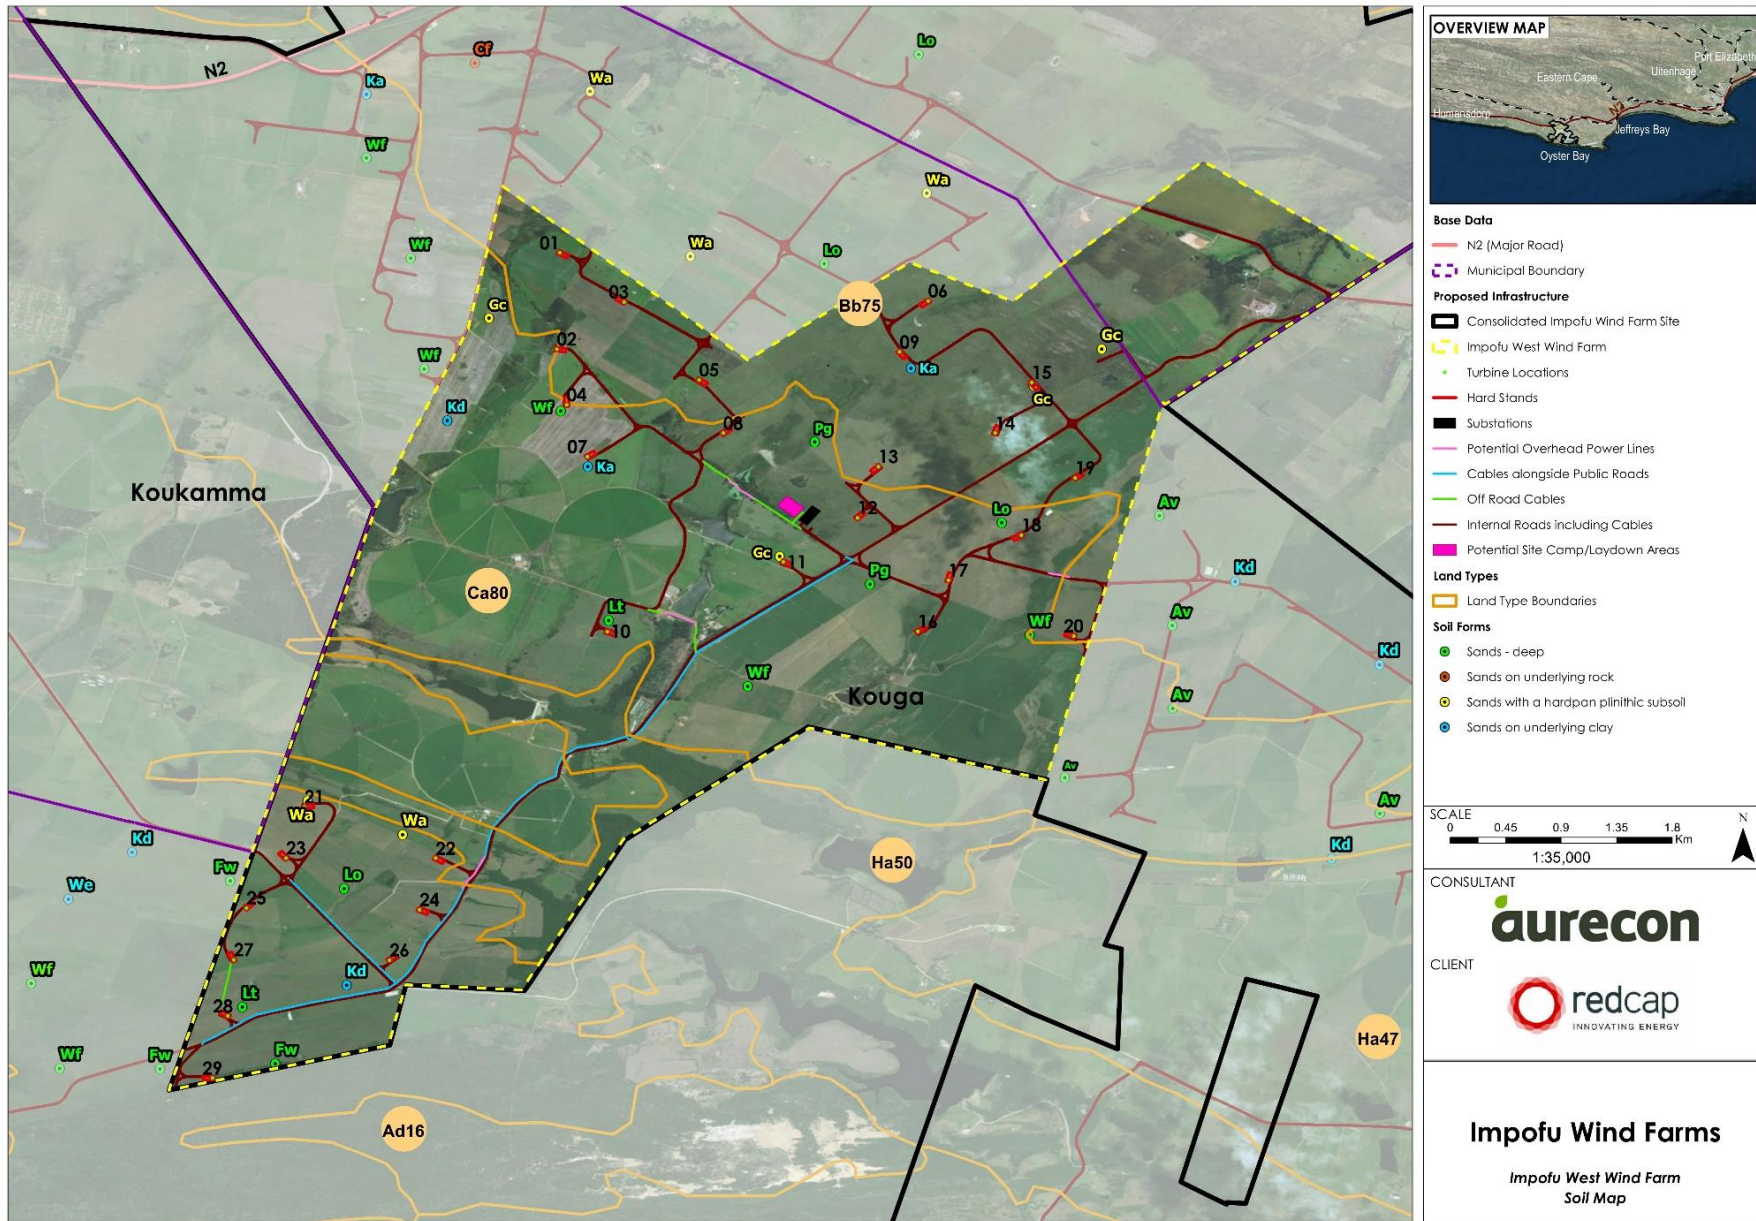 N2
Cf
Lo
Ka
Wa
Wf
Wa
Wa
Lo
Wf
01
Gc
03
Bb75
06
02
09
Gc
Wf
05
Ka
15
Kd
04
Gc
Wf
08
Pg
14
07
Ka
13
19
Koukamma
12
Lo
Av
18
Gc
11
Pg
17
Kd
Ca80
Lt
10
16
Wf
20
Av
Kd
Wf
Kouga
Av
Av
21
Wa
Wa
Av
Kd
23
22
Kd
Ha50
Fw
Lo
We
25
24
27
26
Wf
Kd
Lt
28
Ha47
Wf
Fw
Fw
29
Ad16
OVERVIEW MAP
Port Elizabeth
Uitenhage
Eastern Cape
Humansdorp
Jeffreys Bay
Oyster Bay
Base Data
N2 (Major Road)
Municipal Boundary
Proposed Infrastructure
Consolidated Impofu Wind Farm Site
Impofu West Wind Farm
Turbine Locations
Hard Stands
Substations
Potential Overhead Power Lines
Cables alongside Public Roads
Off Road Cables
Internal Roads including Cables
Potential Site Camp/Laydown Areas
Land Types
Land Type Boundaries
Soil Forms
Sands - deep
Sands on underlying rock
Sands with a hardpan plinithic subsoil
Sands on underlying clay
SCALE
N
0 0.45 0.9 1.35 1.8
Km
1:35,000
CONSULTANT
aurecon
CLIENT
redcap
INNOVATING ENERGY
Impofu Wind Farms
Impofu West Wind Farm
Soil Map